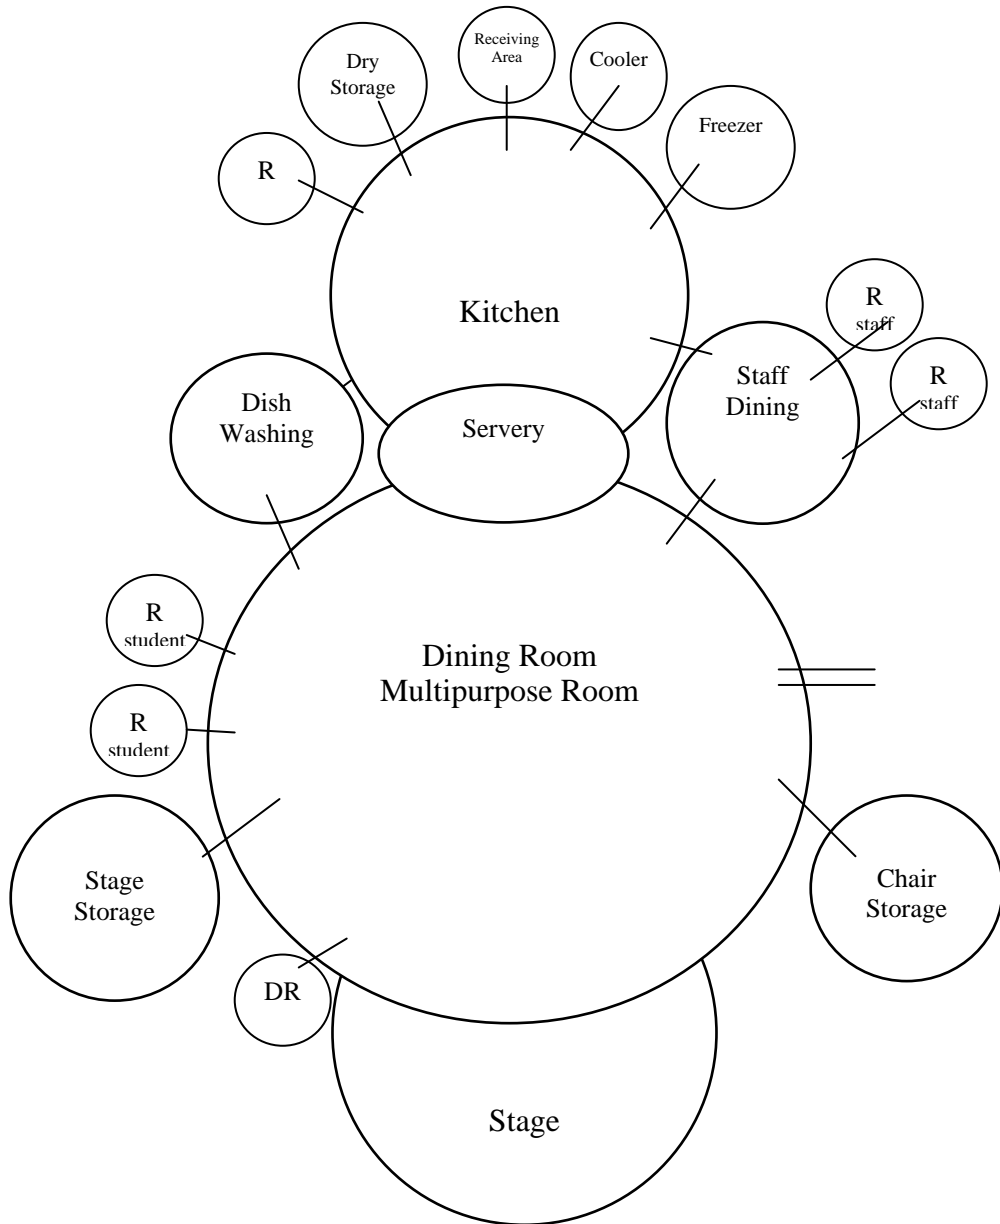 Receiving
Area
Cooler
Dry
Storage
Freezer
R
Kitchen
R
staff
R
staff
Staff
Dining
Dish
Washing
Servery
R
student
Dining Room
Multipurpose Room
R
student
Stage
Storage
Chair
Storage
DR
Stage